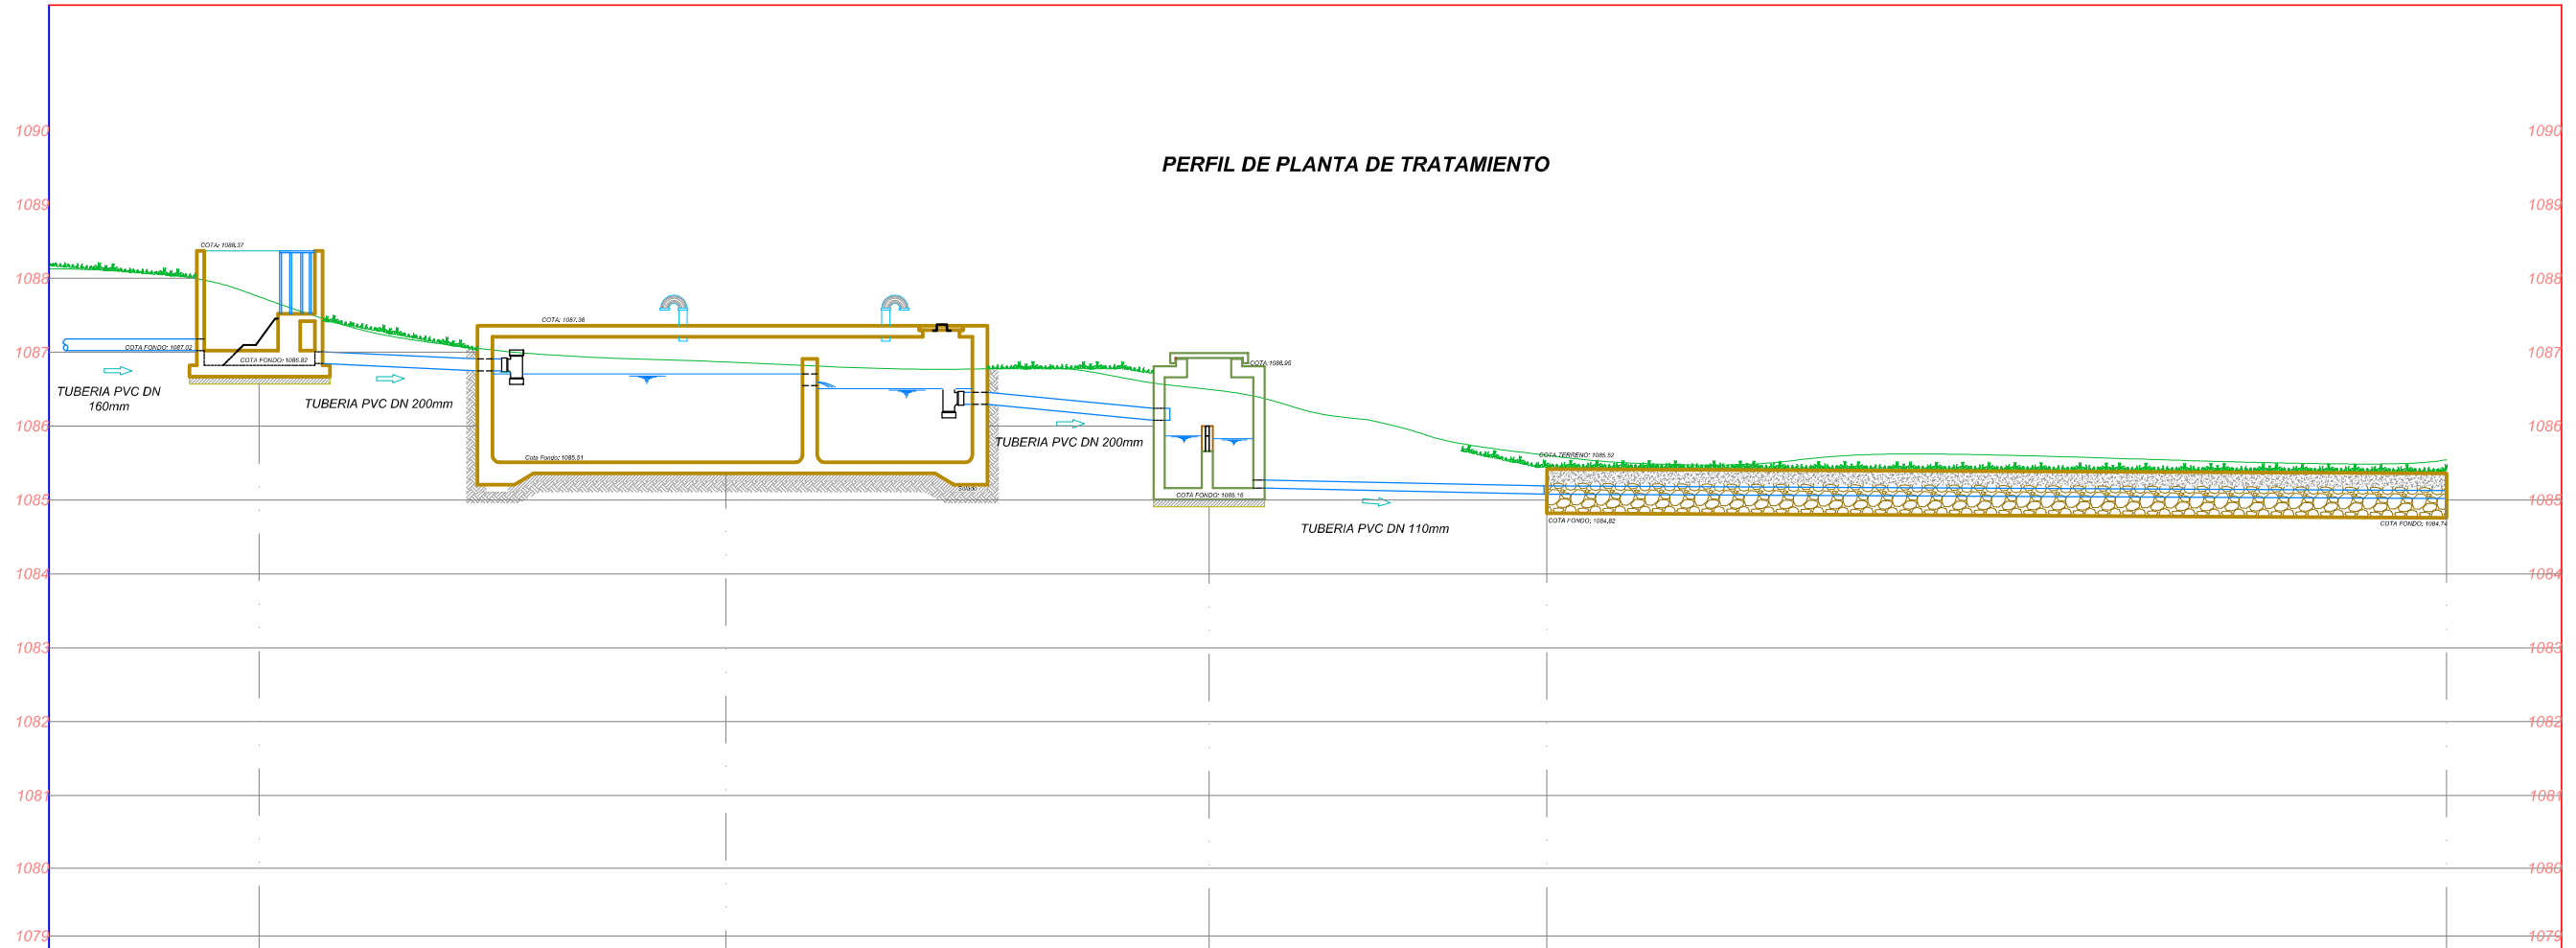 1090
1090
PERFIL DE PLANTA DE TRATAMIENTO
1089
1089
COTA: 1088.37
1088
1088
COTA: 1087.36
COTA FONDO: 1087.02
1087
1087
COTA FONDO: 1086.82
COTA: 1086.95
TUBERIA PVC DN
160mm
TUBERIA PVC DN 200mm
1086
1086
TUBERIA PVC DN 200mm
Cota Fondo: 1085.51
COTA TERRENO: 1085.52
Solado
COTA FONDO: 1085.16
1085
1085
COTA FONDO: 1084.82
COTA FONDO: 1084.74
TUBERIA PVC DN 110mm
1084
1084
1083
1083
1082
1082
1081
1081
1080
1080
1079
1079